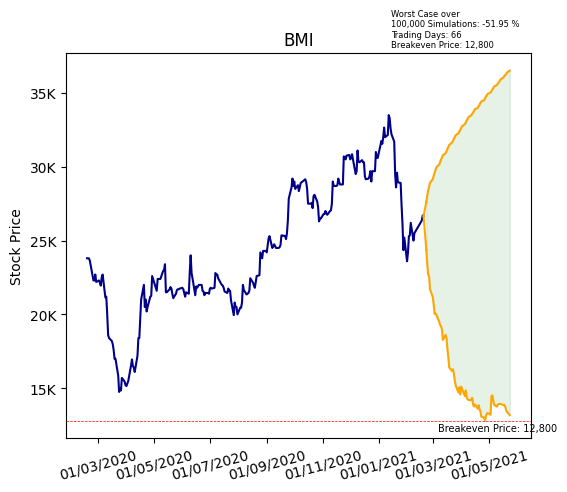 Worst Case over
100,000 Simulations: -51.95 %
Trading Days: 66
Breakeven Price: 12,800
BMI
Stock Price
35K
30K
25K
20K
15K
Breakeven Price: 12,800
01/03/2020
01/05/2020
01/07/2020
01/09/2020
01/11/2020
01/01/2021
01/03/2021
01/05/2021